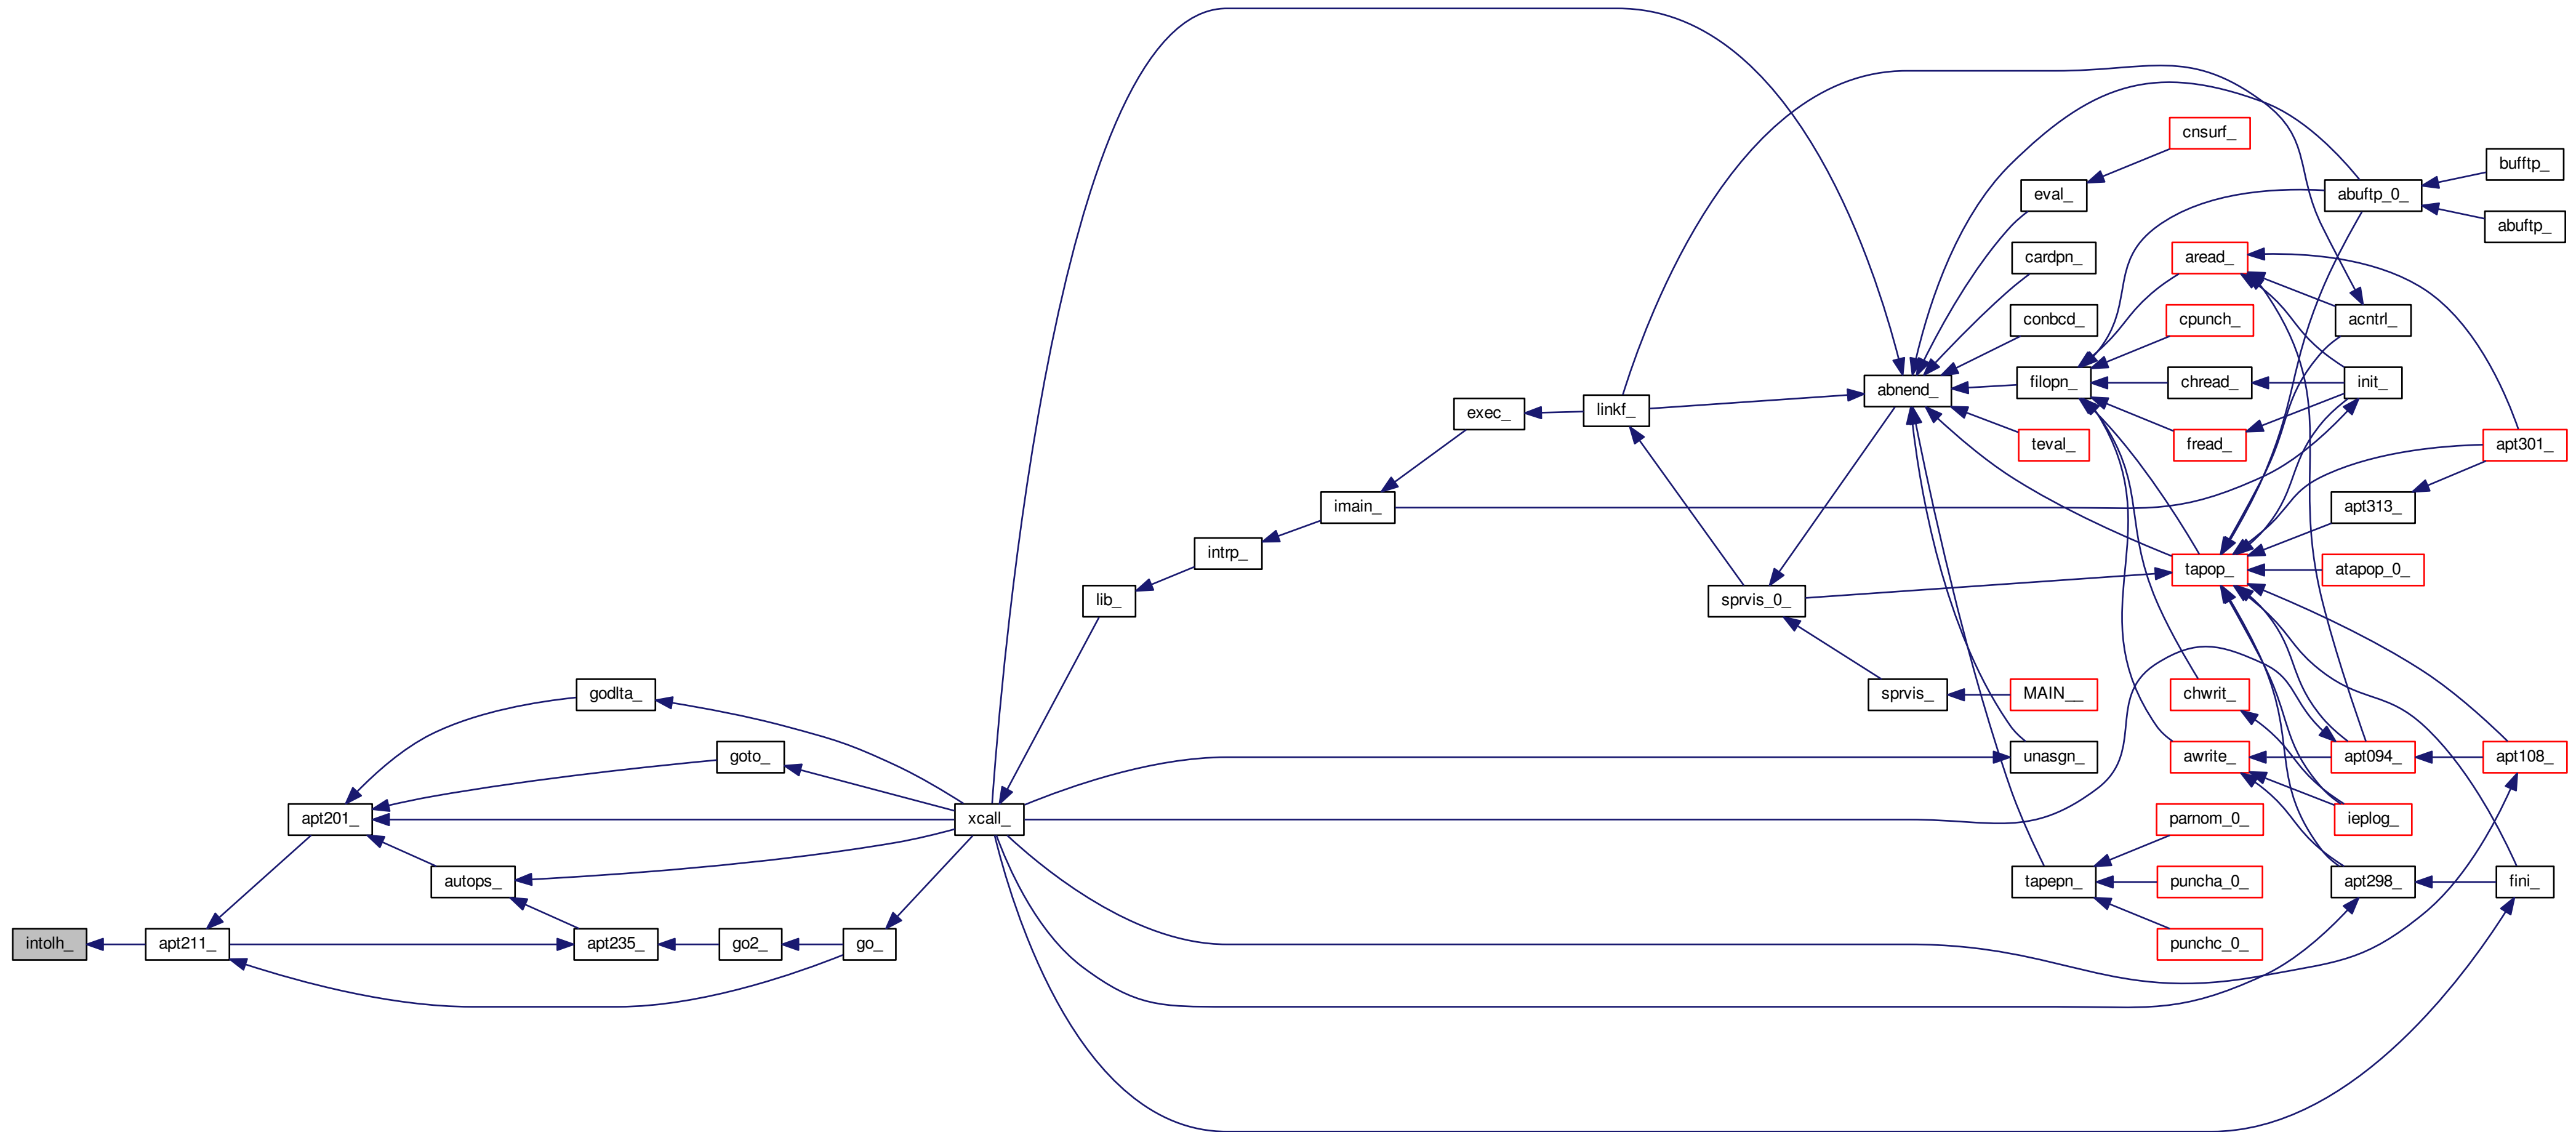 cnsurf_
bufftp_
eval_
abuftp_0_
abuftp_
cardpn_
aread_
conbcd_
cpunch_
acntrl_
abnend_
filopn_
chread_
init_
exec_
linkf_
teval_
fread_
apt301_
imain_
apt313_
intrp_
tapop_
atapop_0_
lib_
sprvis_0_
godlta_
sprvis_
MAIN__
chwrit_
goto_
unasgn_
awrite_
apt094_
apt108_
apt201_
xcall_
parnom_0_
ieplog_
autops_
tapepn_
puncha_0_
apt298_
fini_
intolh_
apt211_
apt235_
go2_
go_
punchc_0_